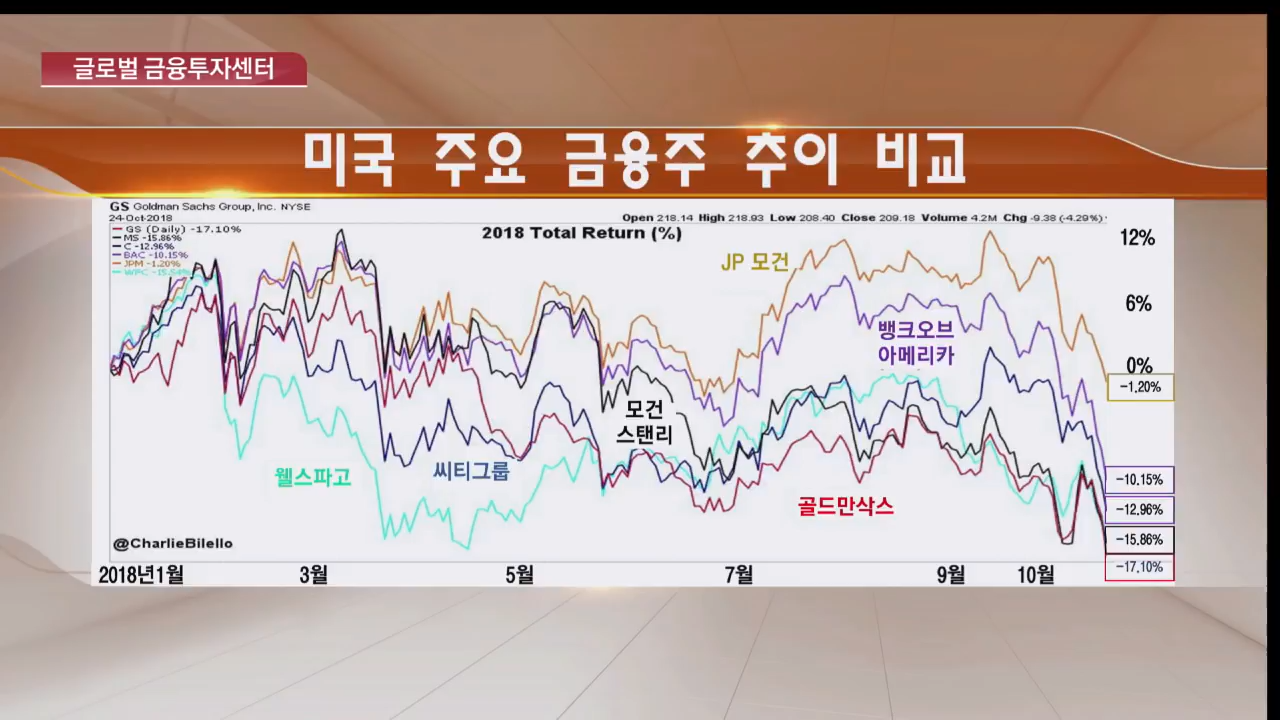 글로벌 금융투자센터
미국 주요 금융주 추이 비교
GS Goldman Sachs Group, Inc. NYSE
24-Oct-2018
Open 218.14 High 218.93 Low 208.40 Close 209.18 Volume 4.2M Chg -9.38 (-4.29%)
2018 Total Return (%)
GS (Daily) -17.10%
MS -15.86%
C -12.96%
BAC -10.15%
JPM -1.20%
12%
JP 모건
6%
뱅크오브
아메리카
0%
-1.20%
모건
스탠리
웰스파고
씨티그룹
골드만삭스
-10.15%
-12.96%
-15.86%
-17.10%
@CharlieBilello
2018년1월
3월
5월
7월
9월
10월